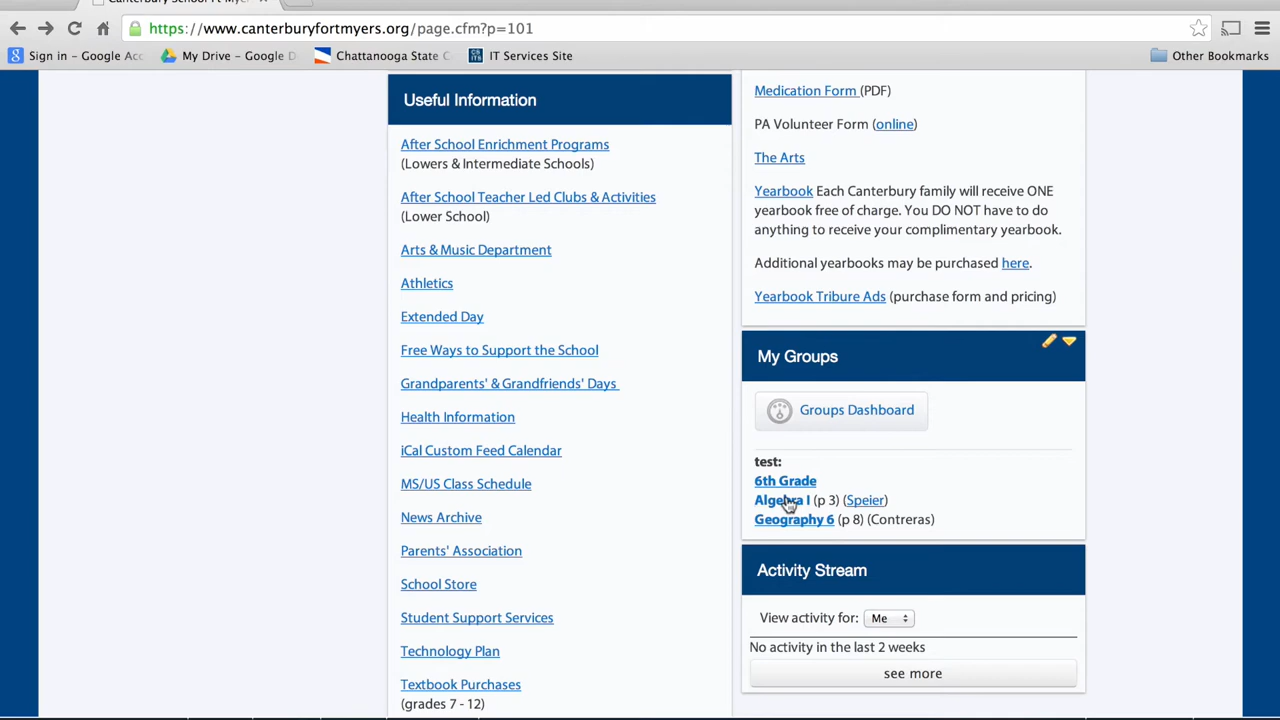 Canterbury School Ft Myer
https://www.canterburyfortmyers.org/page.cfm?p=101
Sign in - Google Acc
My Drive - Google D
Chattanooga State C
IT Services Site
Other Bookmarks
Useful Information
After School Enrichment Programs
(Lowers & Intermediate Schools)
After School Teacher Led Clubs & Activities
(Lower School)
Arts & Music Department
Athletics
Extended Day
Free Ways to Support the School
Grandparents' & Grandfriends' Days
Health Information
iCal Custom Feed Calendar
MS/US Class Schedule
News Archive
Parents' Association
School Store
Student Support Services
Technology Plan
Textbook Purchases
(grades 7 - 12)
Medication Form (PDF)
PA Volunteer Form (online)
The Arts
Yearbook Each Canterbury family will receive ONE
yearbook free of charge. You DO NOT have to do
anything to receive your complimentary yearbook.
Additional yearbooks may be purchased here.
Yearbook Tribure Ads (purchase form and pricing)
My Groups
Groups Dashboard
test:
6th Grade
Algebra I (p 3) (Speier)
Geography 6 (p 8) (Contreras)
Activity Stream
View activity for: Me
No activity in the last 2 weeks
see more